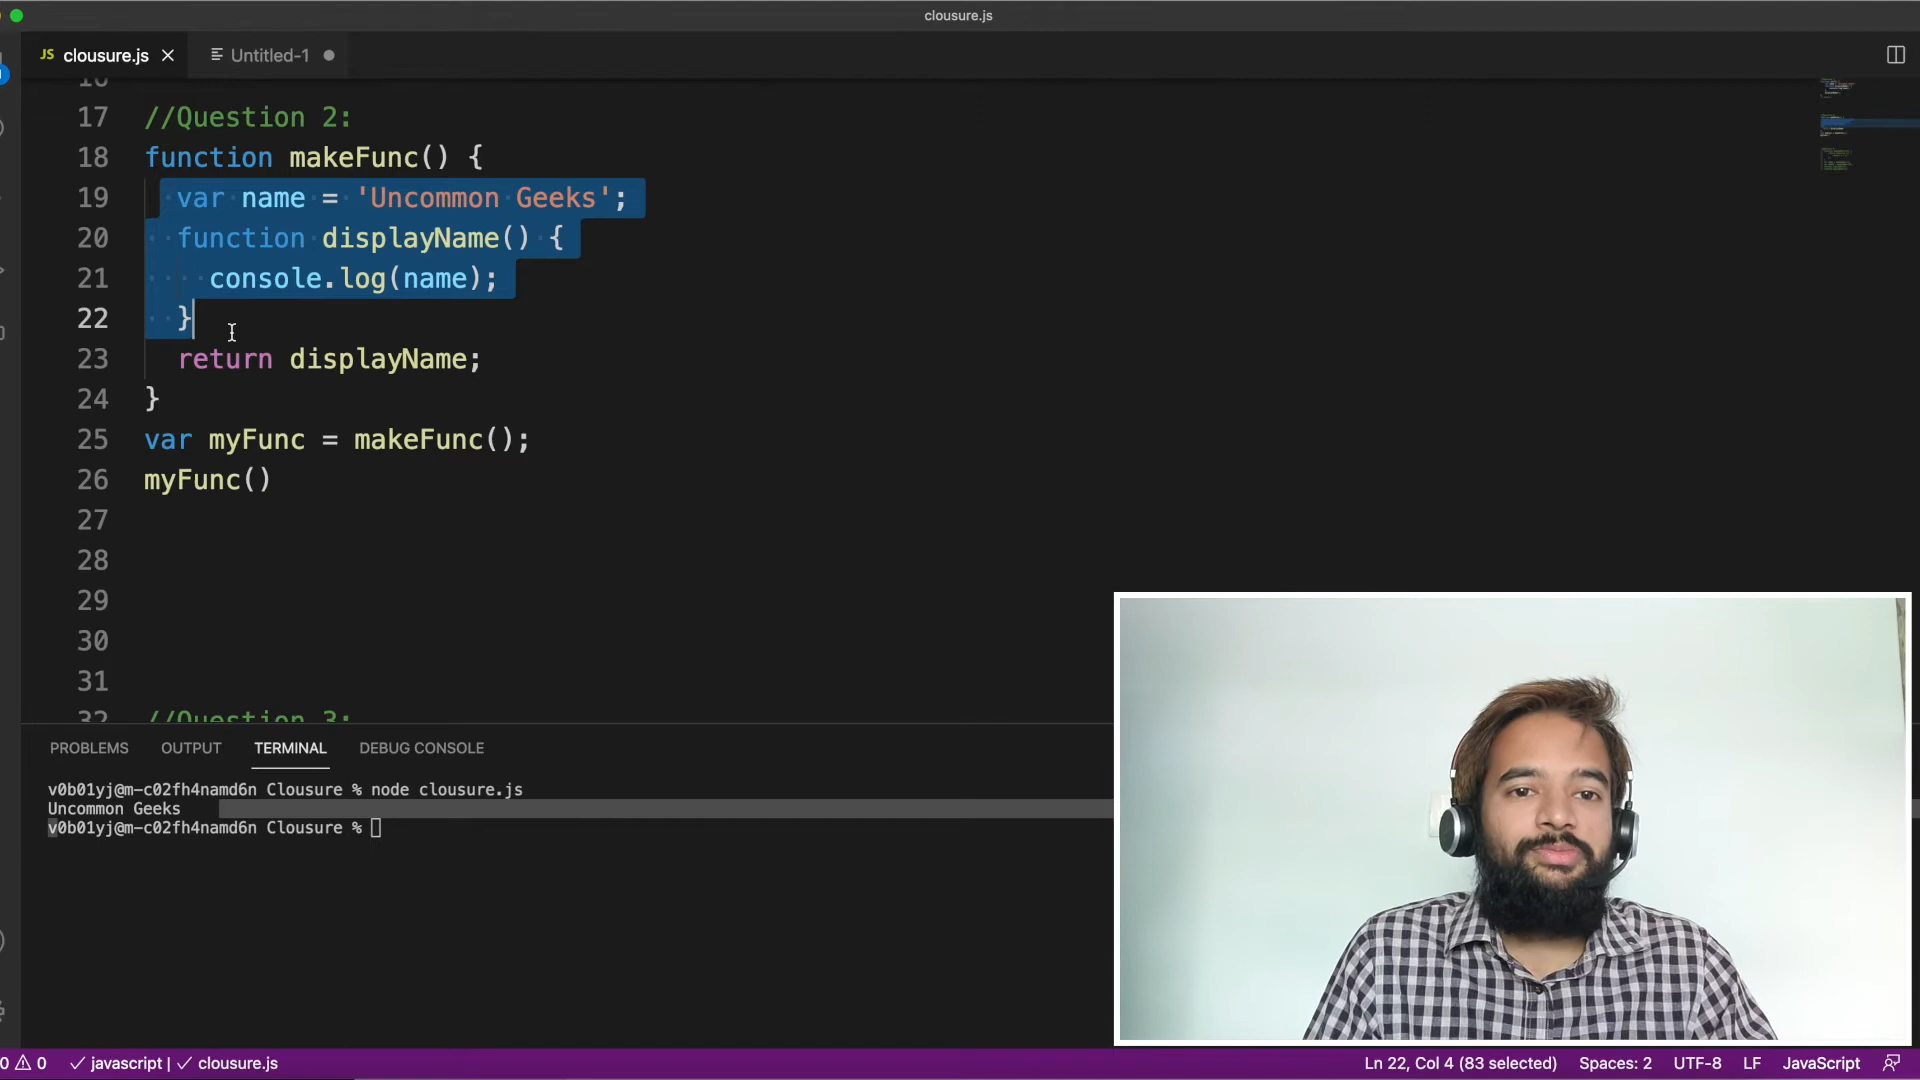 clousure.js
JS clousure.js Untitled-1
16
17 //Question 2:
18 function makeFunc() {
19 var name = 'Uncommon Geeks';
20 function displayName() {
21 console.log(name);
22 }
23 return displayName;
24 }
25 var myFunc = makeFunc();
26 myFunc()
27
28
29
30
31
32 //Question 3:
PROBLEMS OUTPUT TERMINAL DEBUG CONSOLE
v0b01yj@m-c02fh4namd6n Clousure % node clousure.js
Uncommon Geeks
v0b01yj@m-c02fh4namd6n Clousure %
0 0 javascript | clousure.js Ln 22, Col 4 (83 selected) Spaces: 2 UTF-8 LF JavaScript